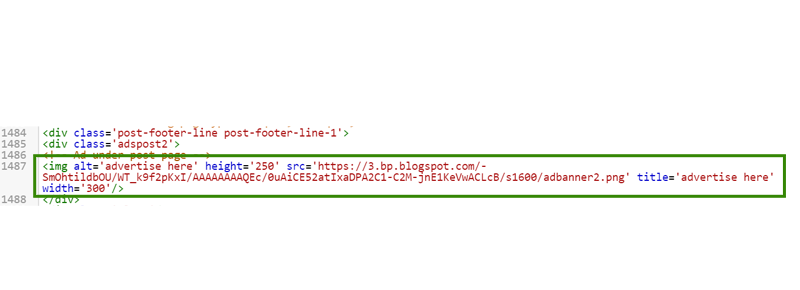 1484 <div class='post-footer-line post-footer-line-1'>
1485 <div class='adspost2'>
1486 <!-- Ad under post page -->
1487 <img alt='advertise here' height='250' src='https://3.bp.blogspot.com/-
SmOhtildbOU/WT_k9f2pKxI/AAAAAAAAQEc/0uAiCE52atIxaDPA2C1-C2M-jnE1KeVwACLcB/s1600/adbanner2.png' title='advertise here'
width='300'/>
1488 </div>